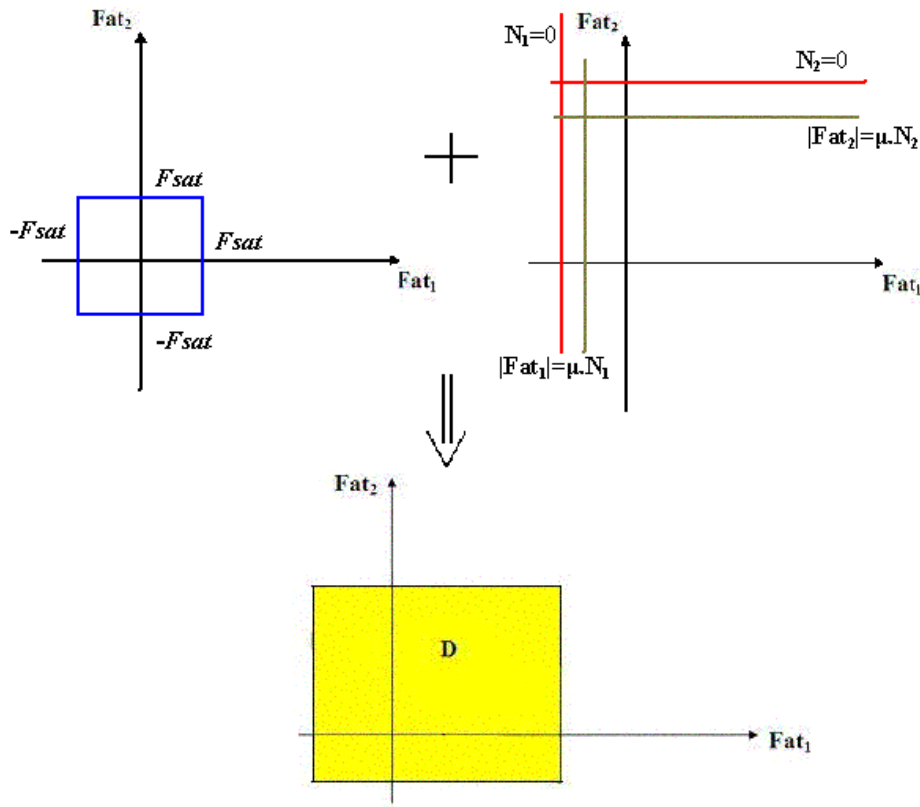 Fat₂
Fsat
-Fsat
Fsat
Fat₁
-Fsat
N₁=0
Fat₂
N₂=0
|Fat₂|=μ.N₂
Fat₁
|Fat₁|=μ.N₁
Fat₂
D
Fat₁